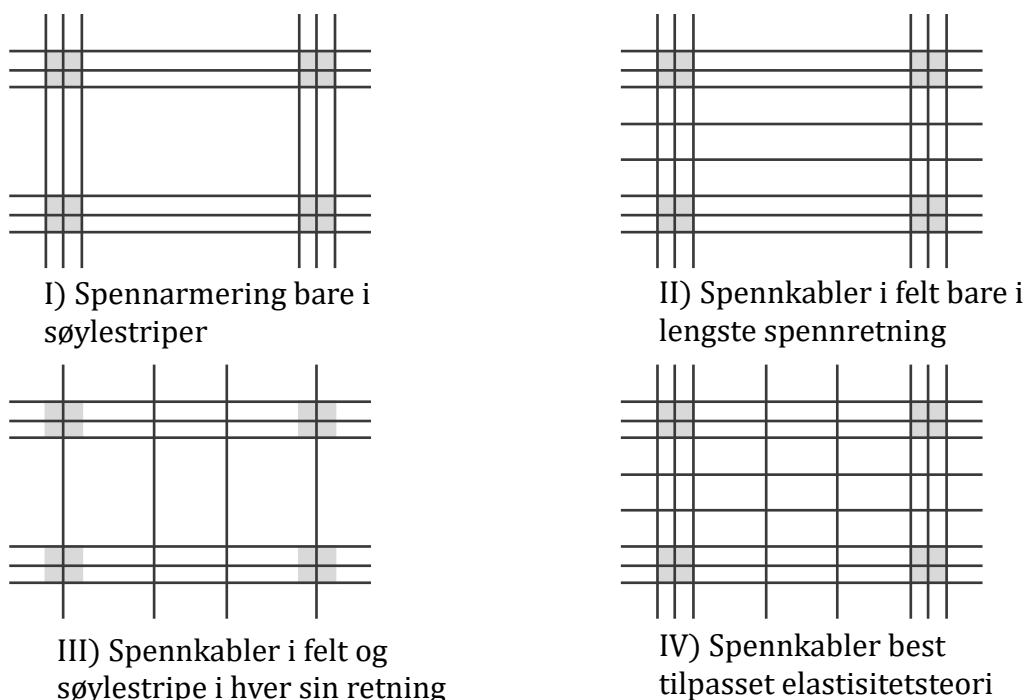 I) Spennarmering bare i
søylestriper
II) Spennkabler i felt bare i
lengste spennretning
III) Spennkabler i felt og
søylestripe i hver sin retning
IV) Spennkabler best
tilpasset elastisitetsteori